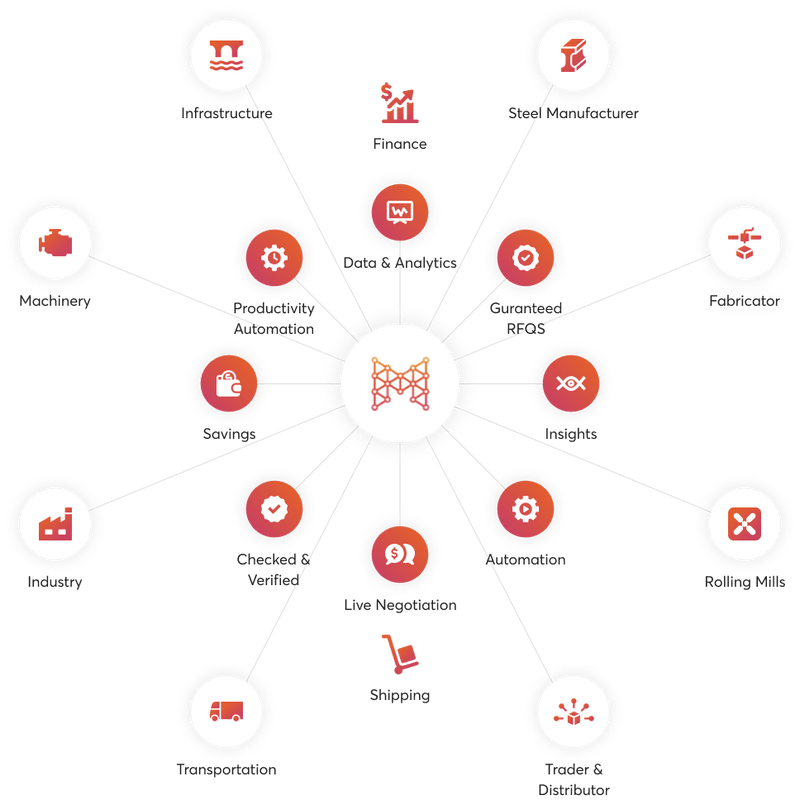 Infrastructure
Steel Manufacturer
Finance
Data & Analytics
Machinery
Productivity
Automation
Guranteed
RFQS
Fabricator
Savings
Insights
Industry
Checked &
Verified
Live Negotiation
Automation
Rolling Mills
Shipping
Transportation
Trader &
Distributor